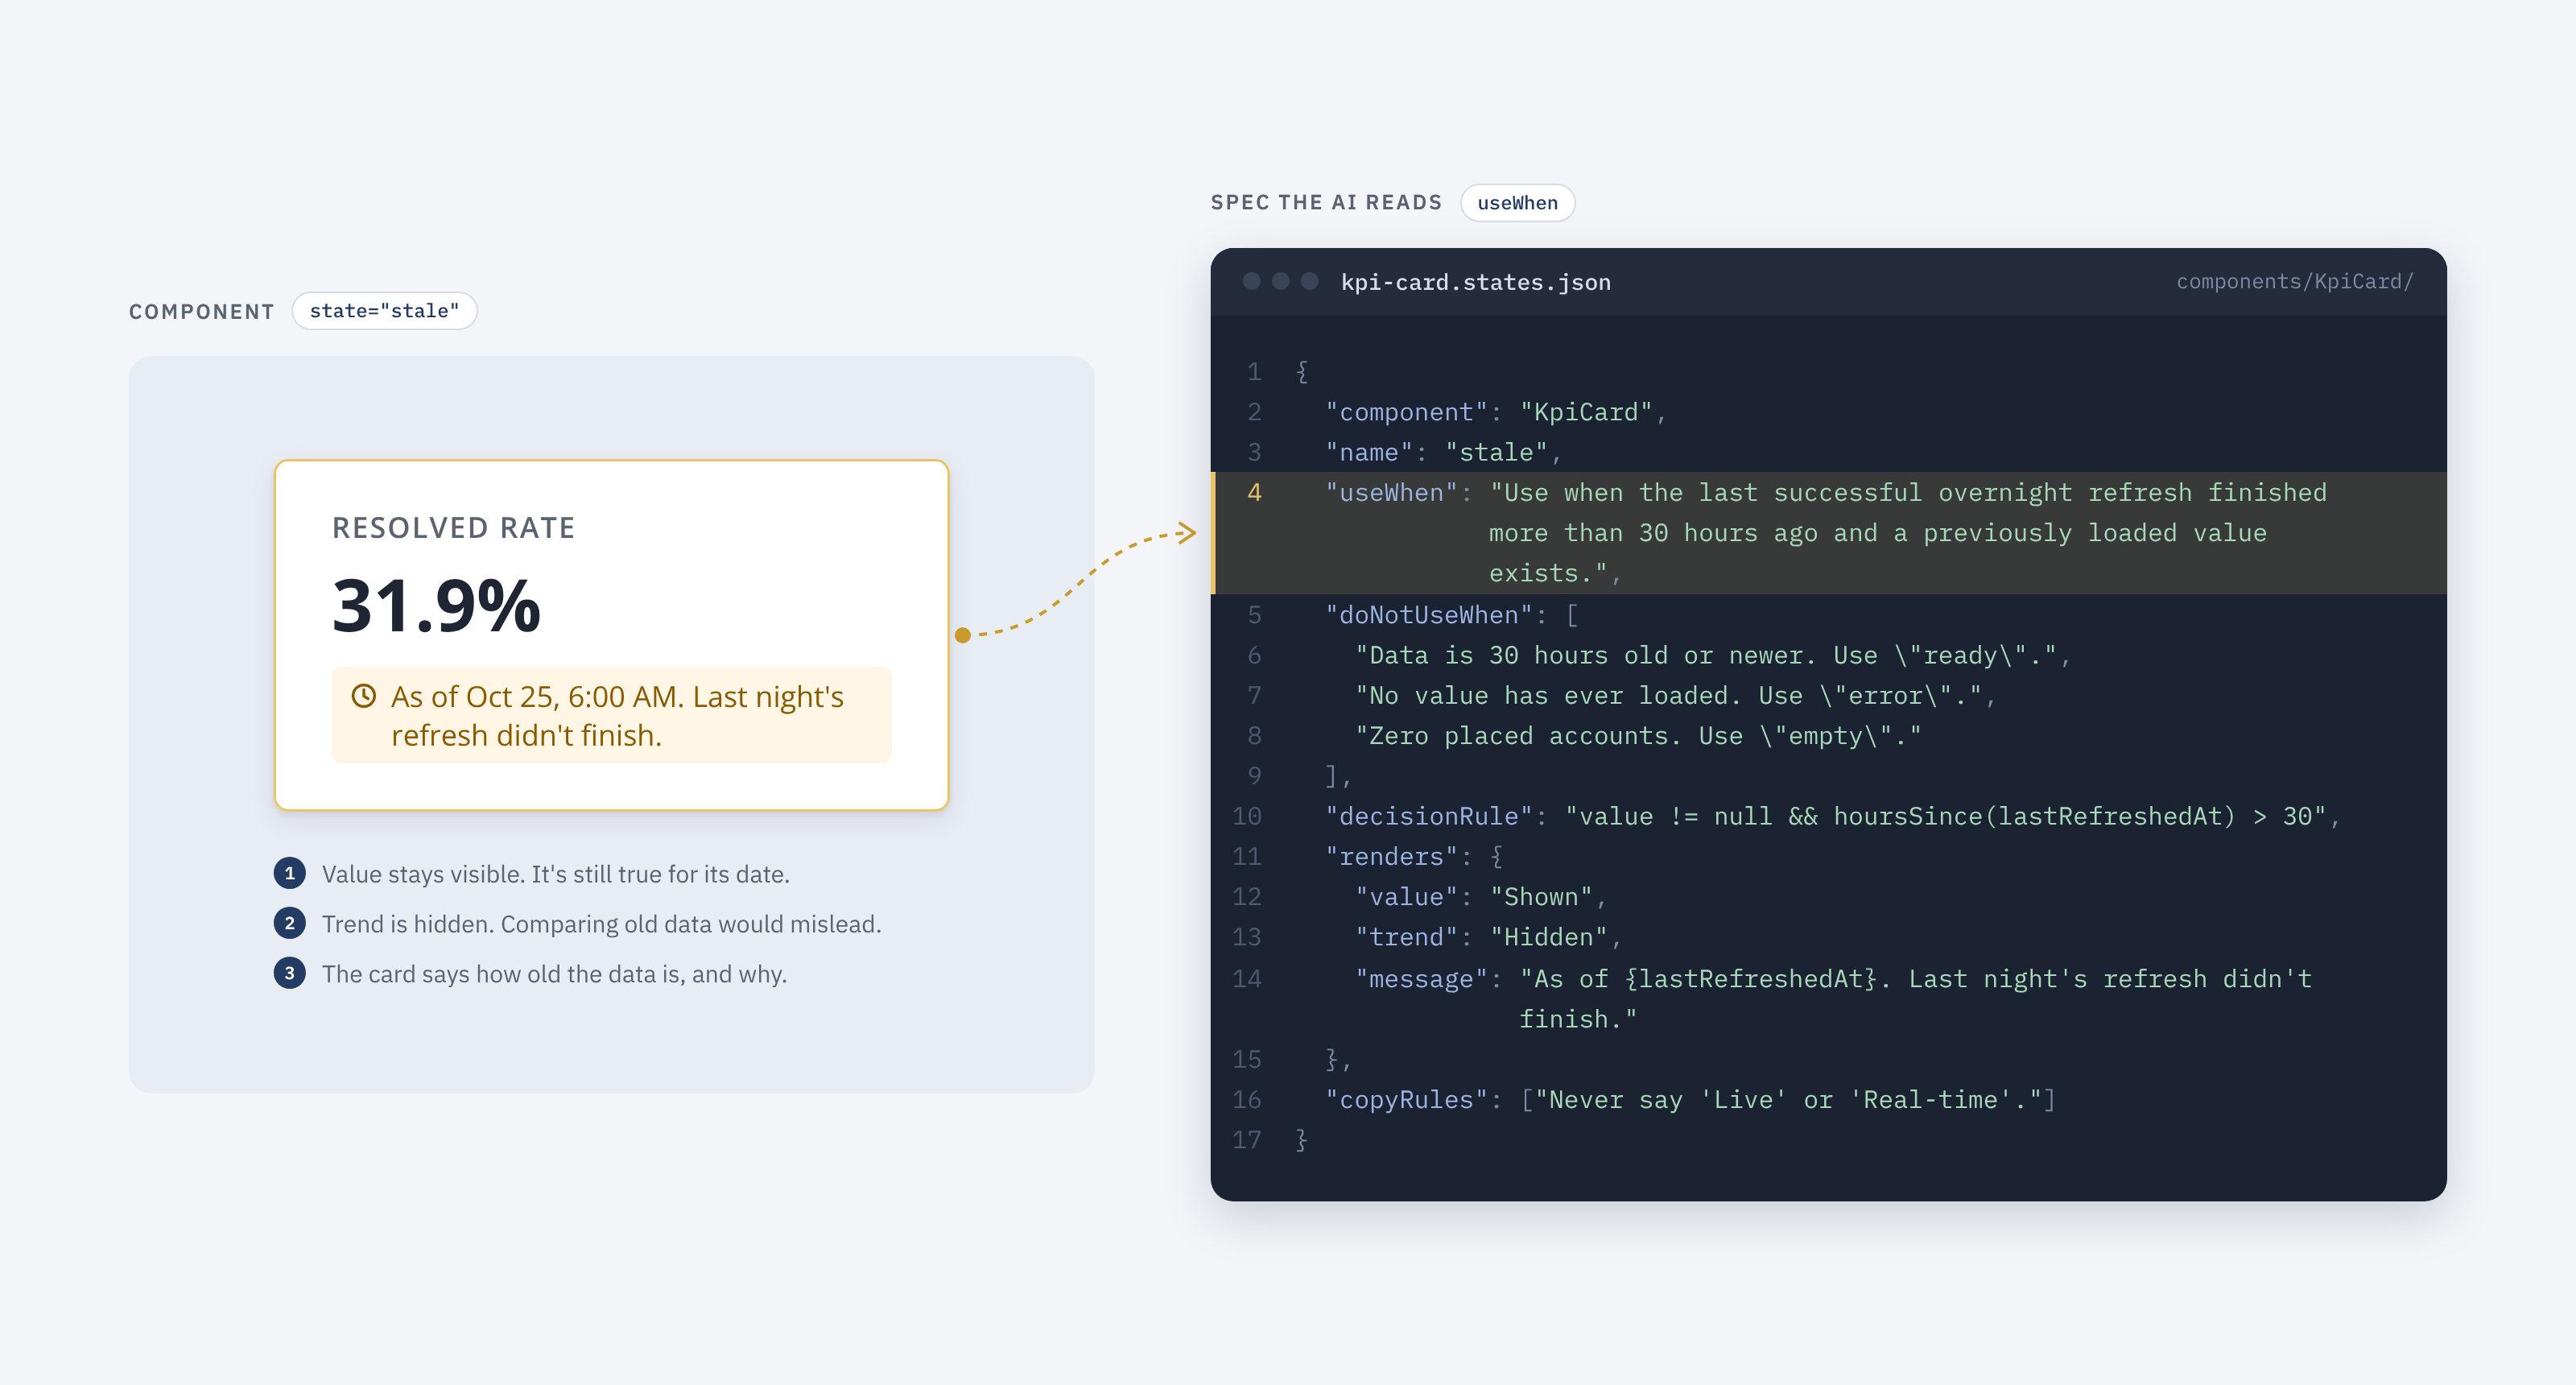 COMPONENT state="stale"
RESOLVED RATE
31.9%
As of Oct 25, 6:00 AM. Last night's
refresh didn't finish.
1 Value stays visible. It's still true for its date.
2 Trend is hidden. Comparing old data would mislead.
3 The card says how old the data is, and why.
SPEC THE AI READS useWhen
kpi-card.states.json components/KpiCard/
1 {
2 "component": "KpiCard",
3 "name": "stale",
4 "useWhen": "Use when the last successful overnight refresh finished
more than 30 hours ago and a previously loaded value
exists.",
5 "doNotUseWhen": [
6 "Data is 30 hours old or newer. Use \"ready\".",
7 "No value has ever loaded. Use \"error\".",
8 "Zero placed accounts. Use \"empty\"."
9 ],
10 "decisionRule": "value != null && hoursSince(lastRefreshedAt) > 30",
11 "renders": {
12 "value": "Shown",
13 "trend": "Hidden",
14 "message": "As of {lastRefreshedAt}. Last night's refresh didn't
finish."
15 },
16 "copyRules": ["Never say 'Live' or 'Real-time'."]
17 }